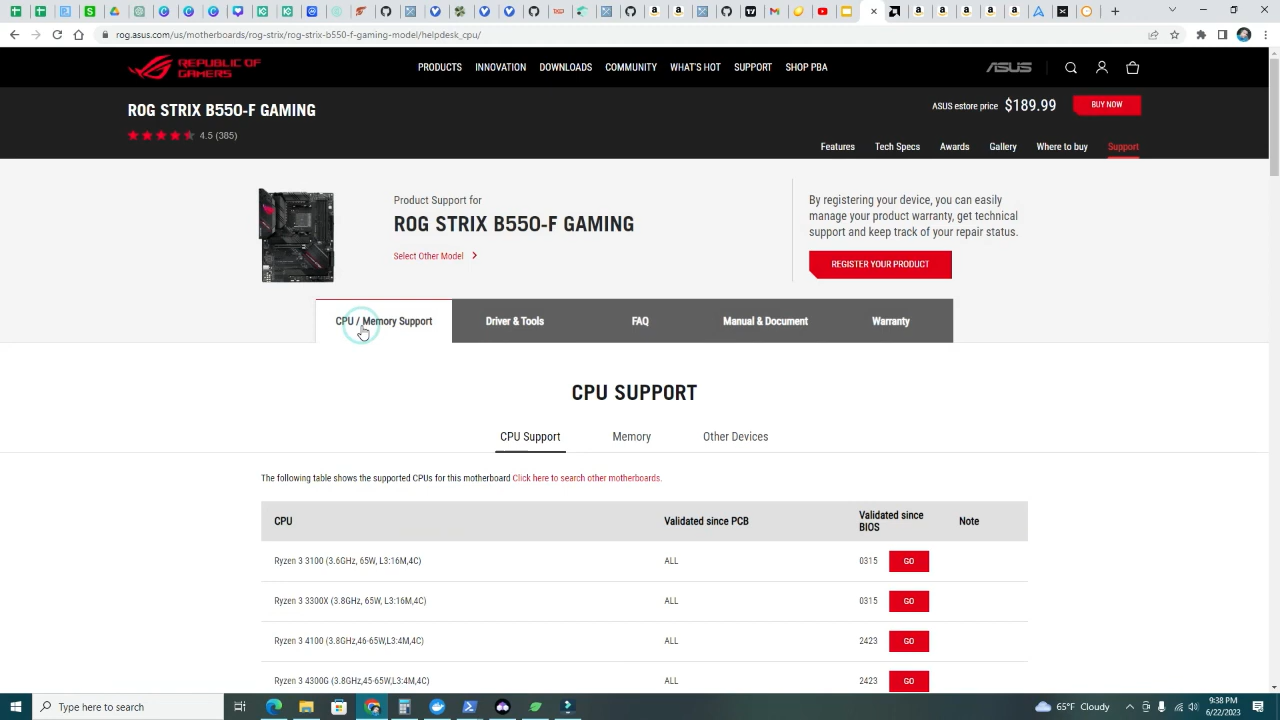 rog.asus.com/us/motherboards/rog-strix/rog-strix-b550-f-gaming-model/helpdesk_cpu/
REPUBLIC OF
GAMERS
PRODUCTS INNOVATION DOWNLOADS COMMUNITY WHAT'S HOT SUPPORT SHOP PBA
ASUS
ROG STRIX B550-F GAMING
ASUS estore price $189.99 BUY NOW
4.5 (385)
Features Tech Specs Awards Gallery Where to buy Support
Product Support for
ROG STRIX B550-F GAMING
Select Other Model
By registering your device, you can easily
manage your product warranty, get technical
support and keep track of your repair status.
REGISTER YOUR PRODUCT
CPU / Memory Support Driver & Tools FAQ Manual & Document Warranty
CPU SUPPORT
CPU Support Memory Other Devices
The following table shows the supported CPUs for this motherboard Click here to search other motherboards.
CPU Validated since PCB Validated since BIOS Note
Ryzen 3 3100 (3.6GHz, 65W, L3:16M,4C) ALL 0315 GO
Ryzen 3 3300X (3.8GHz, 65W, L3:16M,4C) ALL 0315 GO
Ryzen 3 4100 (3.8GHz,46-65W,L3:4M,4C) ALL 2423 GO
Ryzen 3 4300G (3.8GHz,45-65W,L3:4M,4C) ALL 2423 GO
Type here to search
65°F Cloudy
9:38 PM
6/22/2023